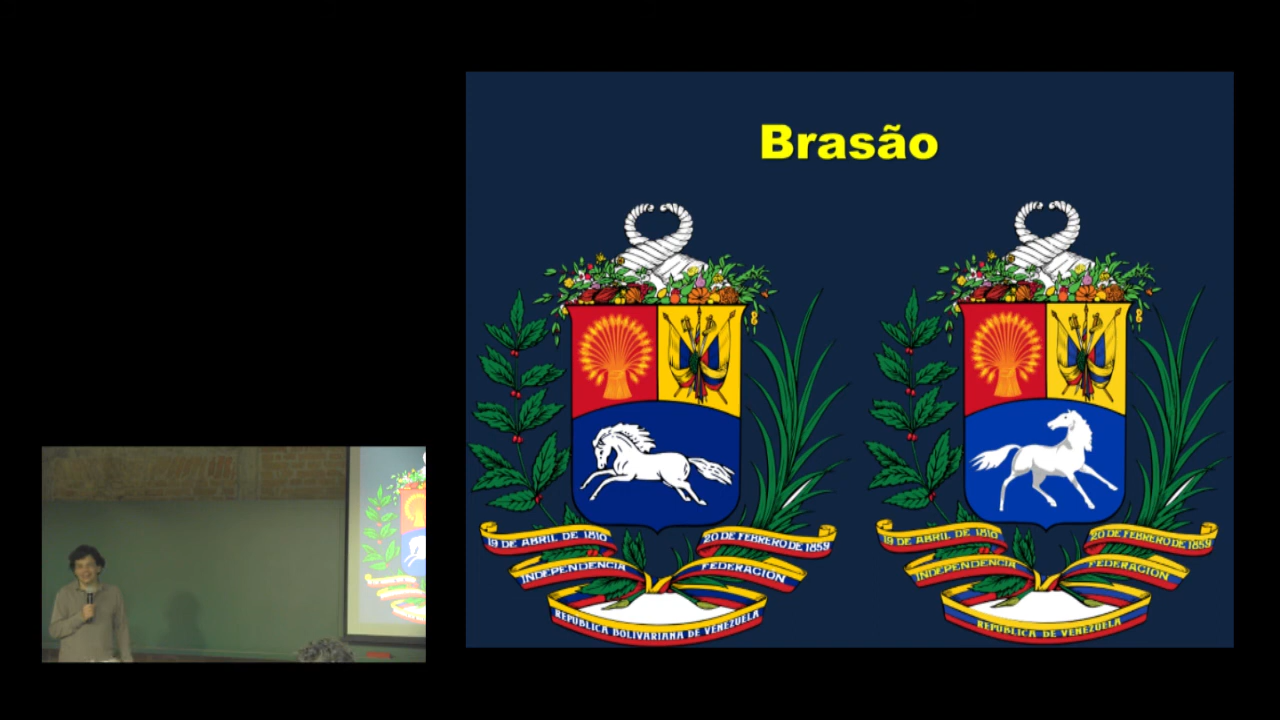 Brasão
19 DE ABRIL DE 1810
20 DE FEBRERO DE 1859
INDEPENDENCIA
FEDERACION
REPUBLICA BOLIVARIANA DE VENEZUELA
19 DE ABRIL DE 1810
20 DE FEBRERO DE 1859
INDEPENDENCIA
FEDERACION
REPUBLICA DE VENEZUELA